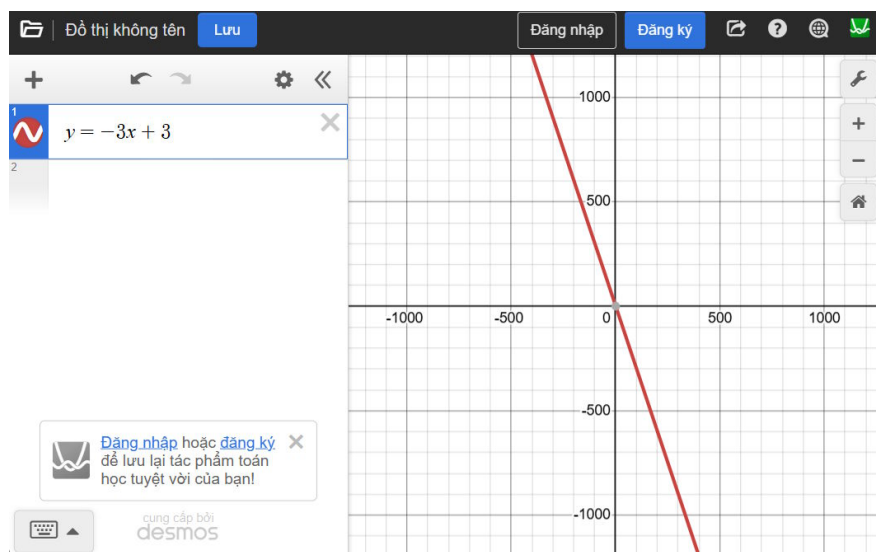 Đồ thị không tên
Lưu
Đăng nhập
Đăng ký
1
y = −3x + 3
2
Đăng nhập hoặc đăng ký
để lưu lại tác phẩm toán
học tuyệt vời của bạn!
cung cấp bởi
desmos
1000
500
-1000
-500
0
500
1000
-500
-1000